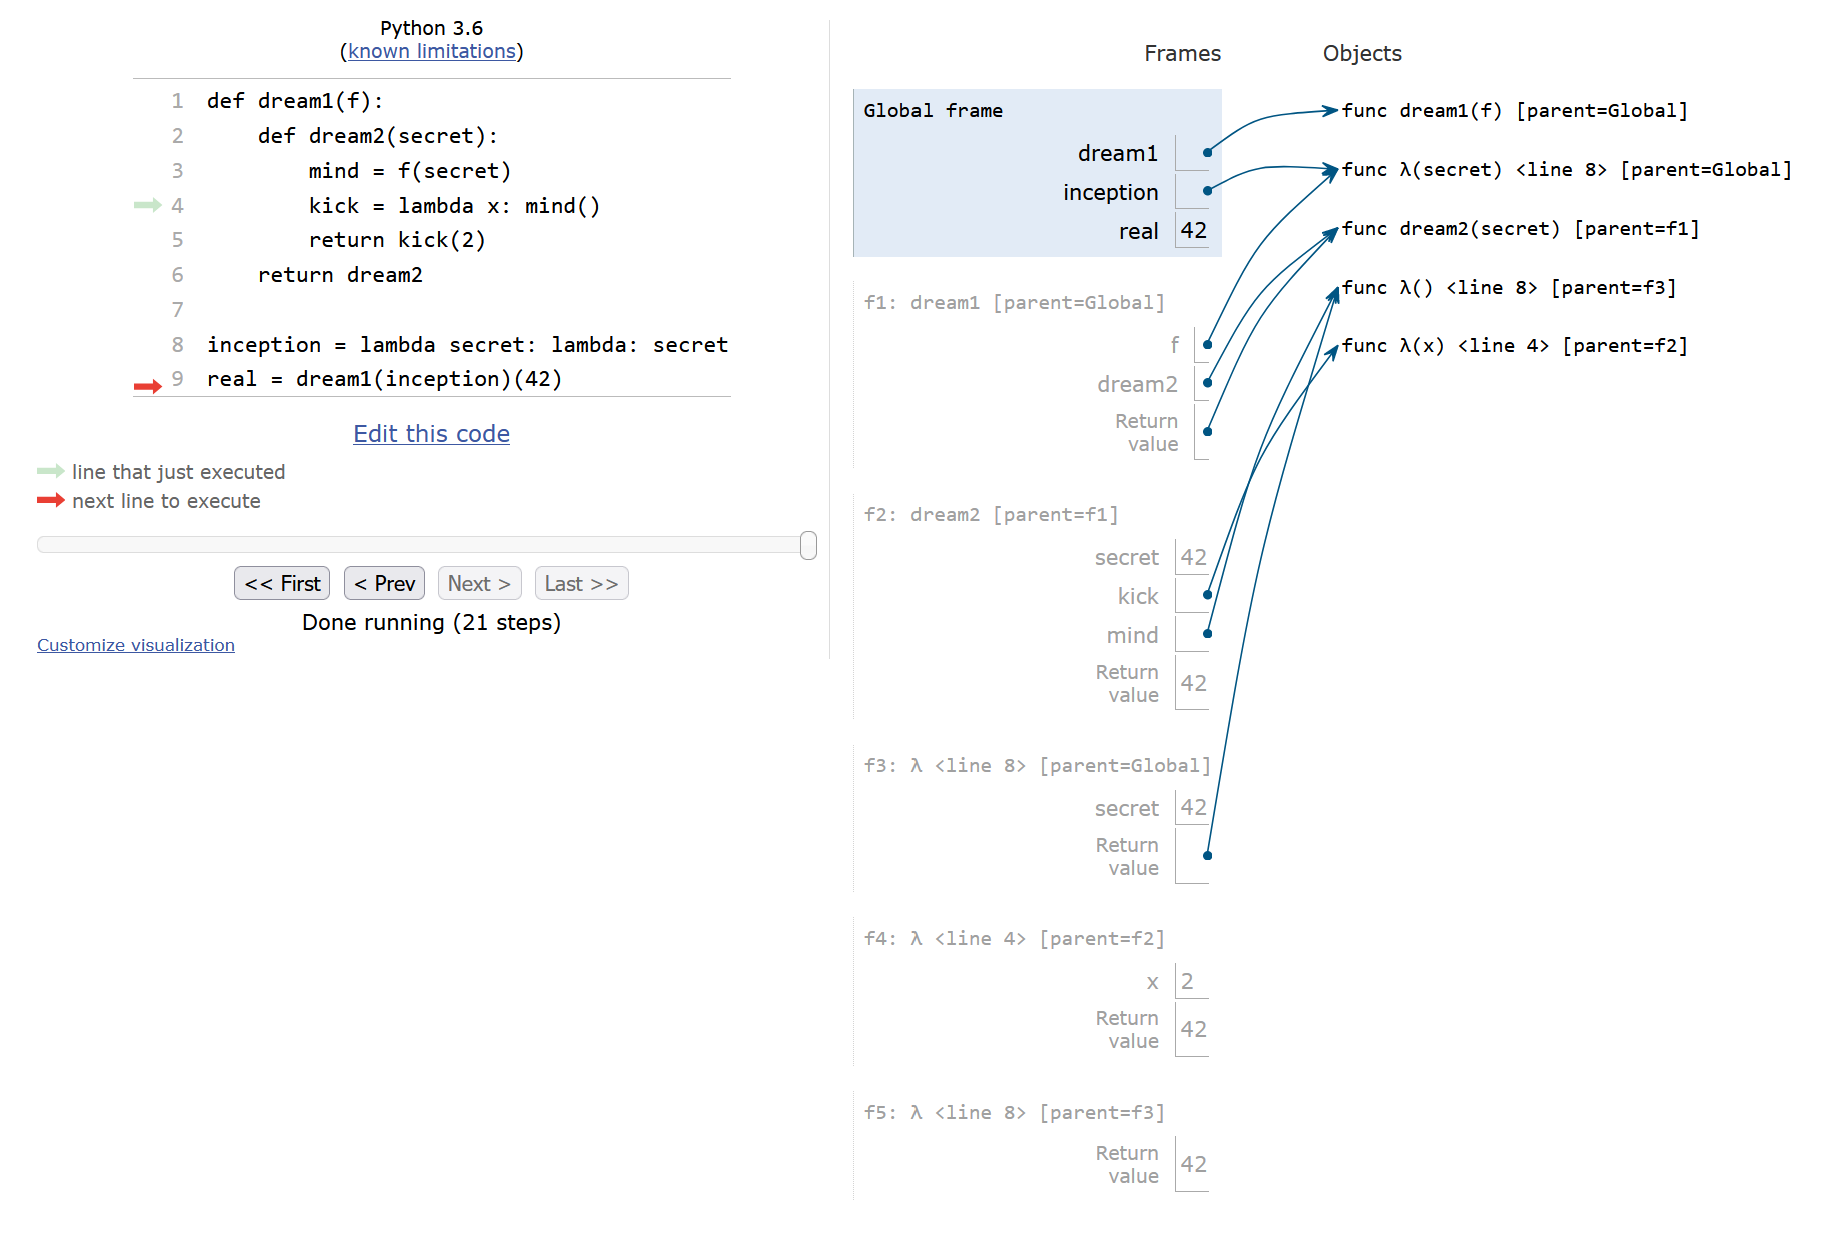 Python 3.6
(known limitations)
1 def dream1(f):
2     def dream2(secret):
3         mind = f(secret)
4         kick = lambda x: mind()
5         return kick(2)
6     return dream2
7
8 inception = lambda secret: lambda: secret
9 real = dream1(inception)(42)
Edit this code
line that just executed
next line to execute
<< First  < Prev  Next >  Last >>
Done running (21 steps)
Customize visualization
Frames  Objects
Global frame
dream1
inception
real 42
f1: dream1 [parent=Global]
f
dream2
Return
value
f2: dream2 [parent=f1]
secret 42
kick
mind
Return
value 42
f3: λ <line 8> [parent=Global]
secret 42
Return
value
f4: λ <line 4> [parent=f2]
x 2
Return
value 42
f5: λ <line 8> [parent=f3]
Return
value 42
func dream1(f) [parent=Global]
func λ(secret) <line 8> [parent=Global]
func dream2(secret) [parent=f1]
func λ() <line 8> [parent=f3]
func λ(x) <line 4> [parent=f2]